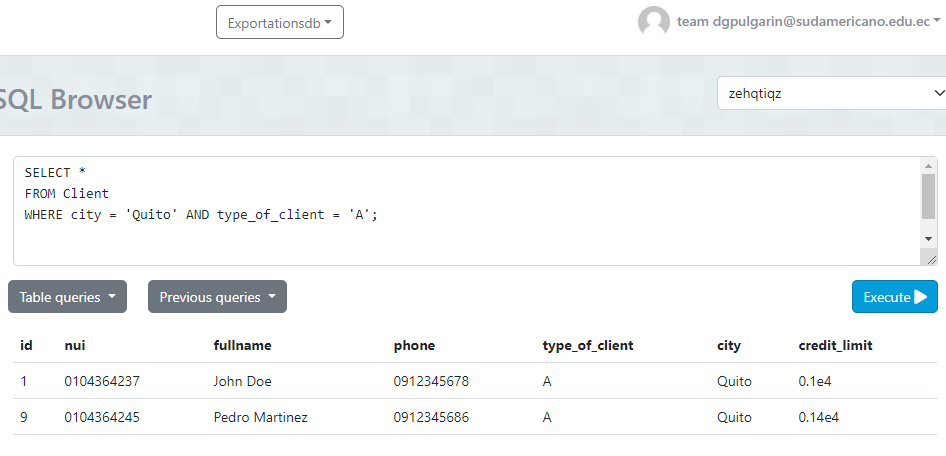 Exportationsdb
team dgpulgarin@sudamericano.edu.ec
SQL Browser
zehqtiqz
SELECT *
FROM Client
WHERE city = 'Quito' AND type_of_client = 'A';
Table queries Previous queries Execute
id nui fullname phone type_of_client city credit_limit
1 0104364237 John Doe 0912345678 A Quito 0.1e4
9 0104364245 Pedro Martinez 0912345686 A Quito 0.14e4